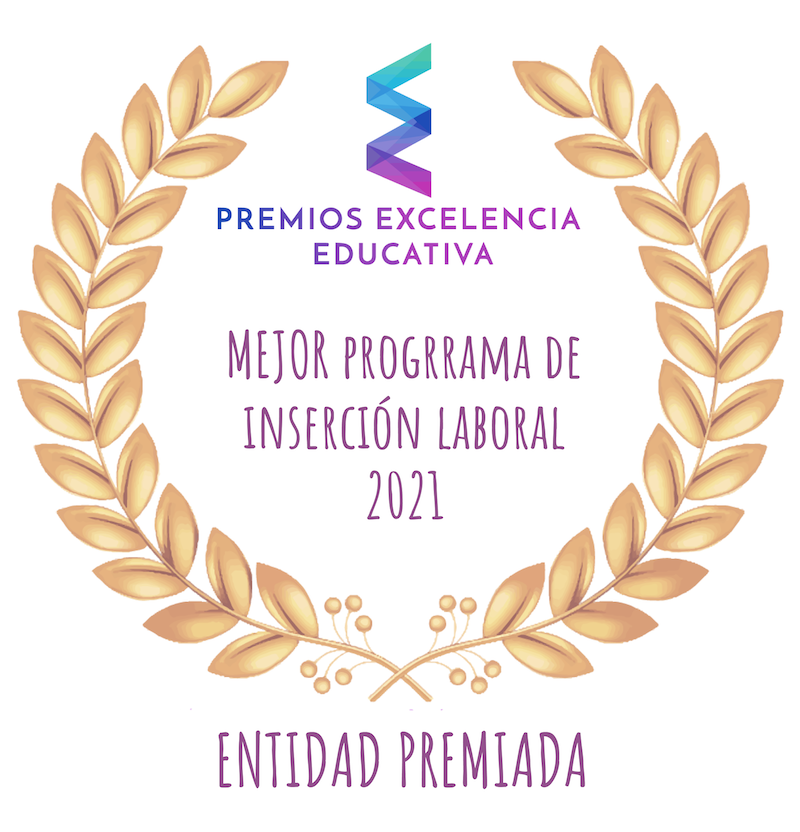 PREMIOS EXCELENCIA
EDUCATIVA
MEJOR PROGRRAMA DE
INSERCIÓN LABORAL
2021
ENTIDAD PREMIADA